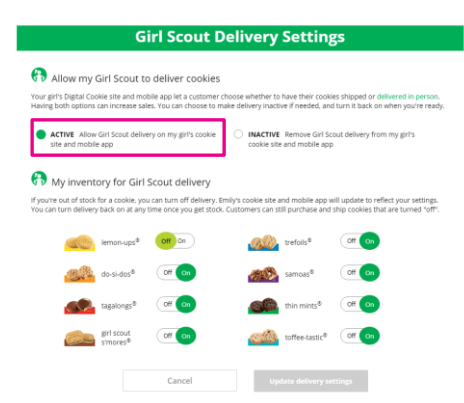 Girl Scout Delivery Settings
Allow my Girl Scout to deliver cookies
Your girl's Digital Cookie site and mobile app let a customer choose whether to have their cookies shipped or delivered in person.
Having both options can increase sales. You can choose to make delivery inactive if needed, and turn it back on when you're ready.
ACTIVE Allow Girl Scout delivery on my girl's cookie
site and mobile app
INACTIVE Remove Girl Scout delivery from my girl's
cookie site and mobile app
My inventory for Girl Scout delivery
If you're out of stock for a cookie, you can turn off delivery. Emily's cookie site and mobile app will update to reflect your settings.
You can turn delivery back on at any time once you get stock. Customers can still purchase and ship cookies that are turned "off".
lemon-ups® Off On
trefoils® Off On
do-si-dos® Off On
samoas® Off On
tagalongs® Off On
thin mints® Off On
girl scout
s'mores® Off On
toffee-tastic® Off On
Cancel
Update delivery settings